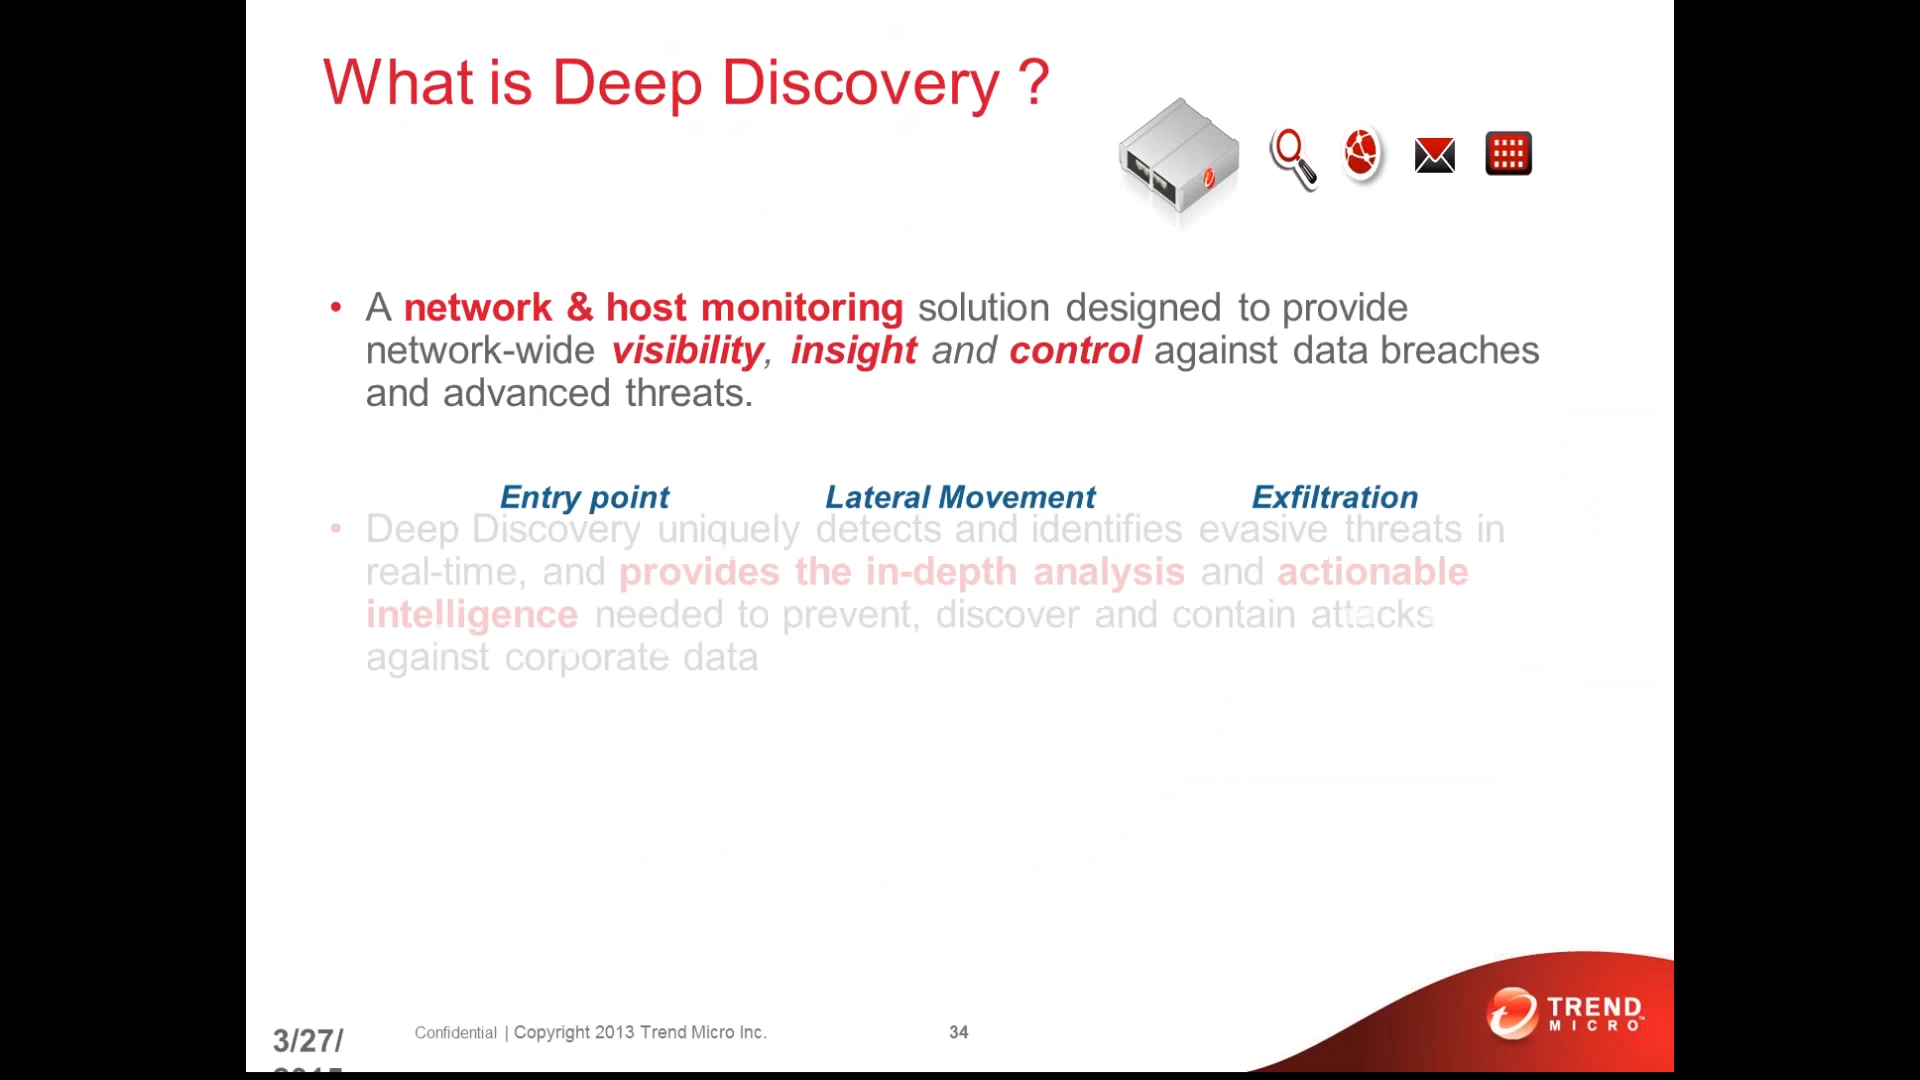 What is Deep Discovery ?
• A network & host monitoring solution designed to provide
network-wide visibility, insight and control against data breaches
and advanced threats.
Entry point Lateral Movement Exfiltration
• Deep Discovery uniquely detects and identifies evasive threats in
real-time, and provides the in-depth analysis and actionable
intelligence needed to prevent, discover and contain attacks
against corporate data
3/27/
Confidential | Copyright 2013 Trend Micro Inc.
34
TREND
MICRO™